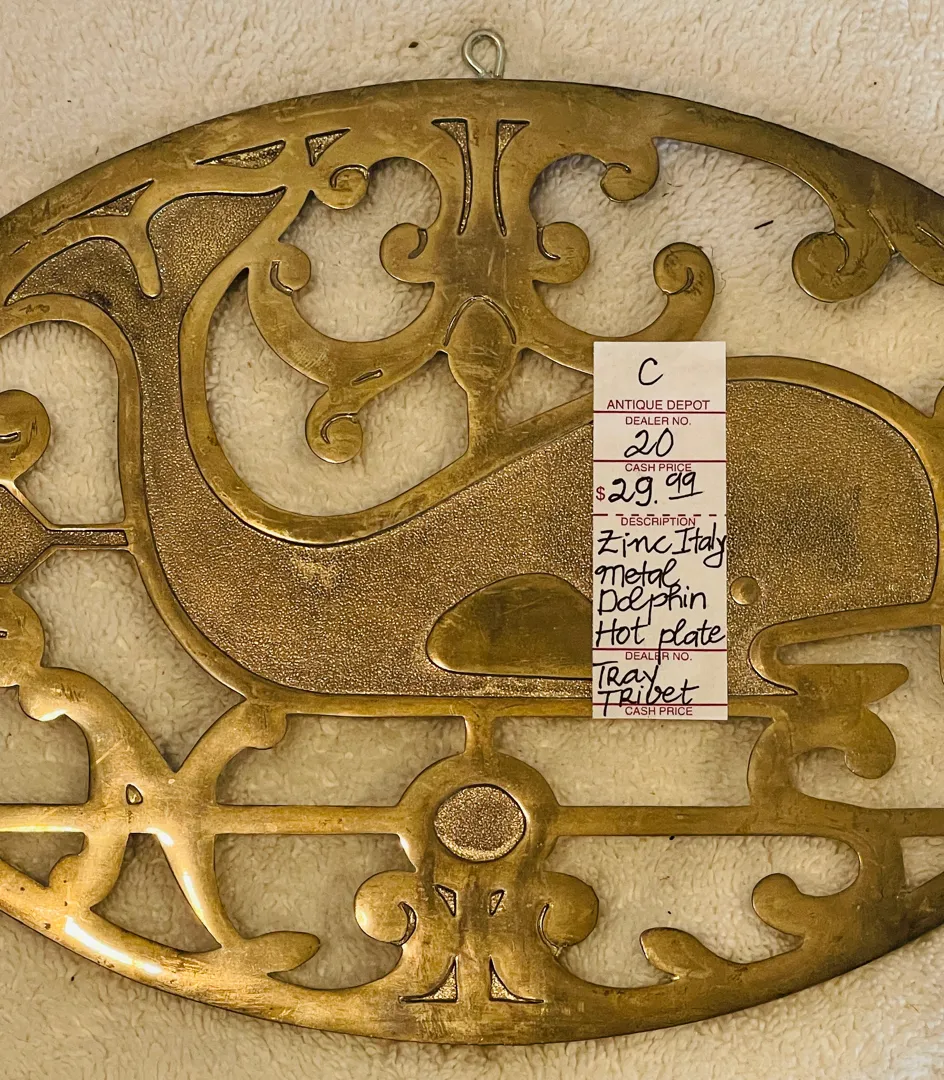 C
ANTIQUE DEPOT
DEALER NO.
20
CASH PRICE
$29.99
DESCRIPTION
Zinc Italy
Metal
Dolphin
Hot plate
DEALER NO.
Tray
Trivet
CASH PRICE